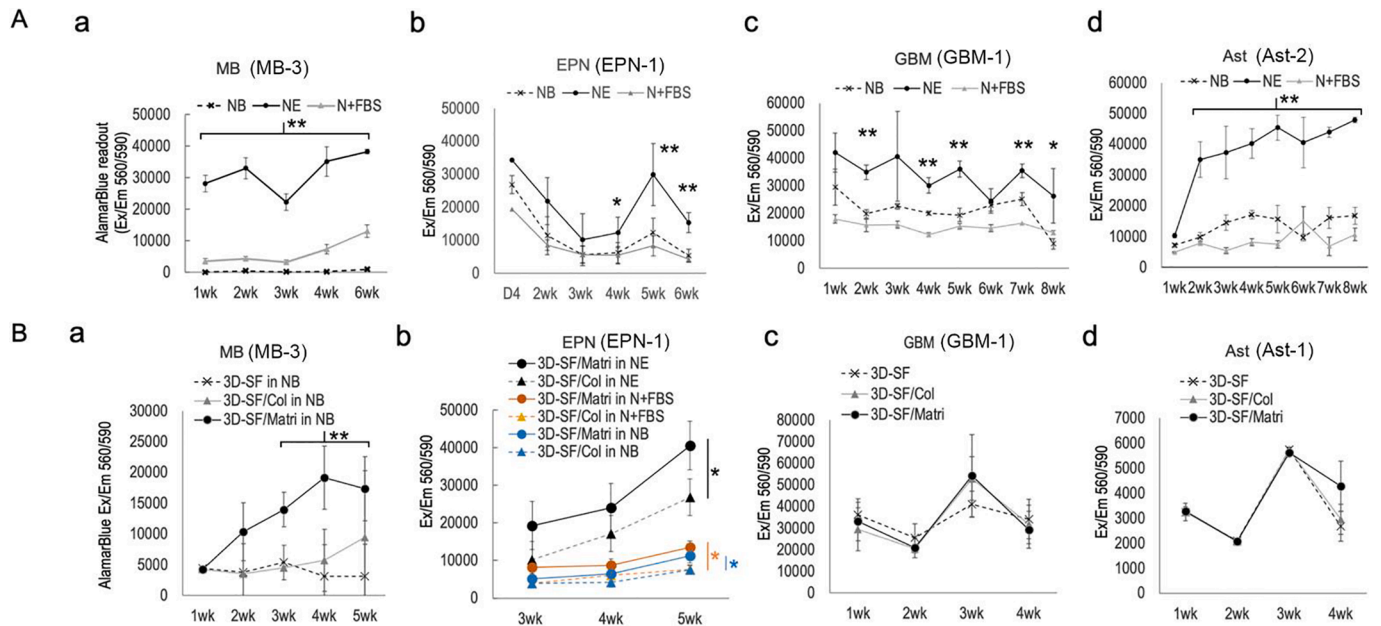 A
a
b
c
d
MB (MB-3)
NB NE N+FBS
AlamarBlue readout
(Ex/Em 560/590)
50000
40000
30000
20000
10000
0
**
1wk 2wk 3wk 4wk 6wk
EPN (EPN-1)
NB NE N+FBS
Ex/Em 560/590
50000
40000
30000
20000
10000
0
*
**
**
D4 2wk 3wk 4wk 5wk 6wk
GBM (GBM-1)
NB NE N+FBS
Ex/Em 560/590
60000
50000
40000
30000
20000
10000
0
** ** ** ** *
1wk 2wk 3wk 4wk 5wk 6wk 7wk 8wk
Ast (Ast-2)
NB NE N+FBS
Ex/Em 560/590
60000
50000
40000
30000
20000
10000
0
**
1wk 2wk 3wk 4wk 5wk 6wk 7wk 8wk
B
a
b
c
d
MB (MB-3)
3D-SF in NB
3D-SF/Col in NB
3D-SF/Matri in NB
AlamarBlue Ex/Em 560/590
30000
25000
20000
15000
10000
5000
0
**
1wk 2wk 3wk 4wk 5wk
EPN (EPN-1)
3D-SF/Matri in NE
3D-SF/Col in NE
3D-SF/Matri in N+FBS
3D-SF/Col in N+FBS
3D-SF/Matri in NB
3D-SF/Col in NB
Ex/Em 560/590
50000
40000
30000
20000
10000
0
*
* *
3wk 4wk 5wk
GBM (GBM-1)
3D-SF
3D-SF/Col
3D-SF/Matri
Ex/Em 560/590
80000
70000
60000
50000
40000
30000
20000
10000
0
1wk 2wk 3wk 4wk
Ast (Ast-1)
3D-SF
3D-SF/Col
3D-SF/Matri
Ex/Em 560/590
7000
6000
5000
4000
3000
2000
1000
0
1wk 2wk 3wk 4wk